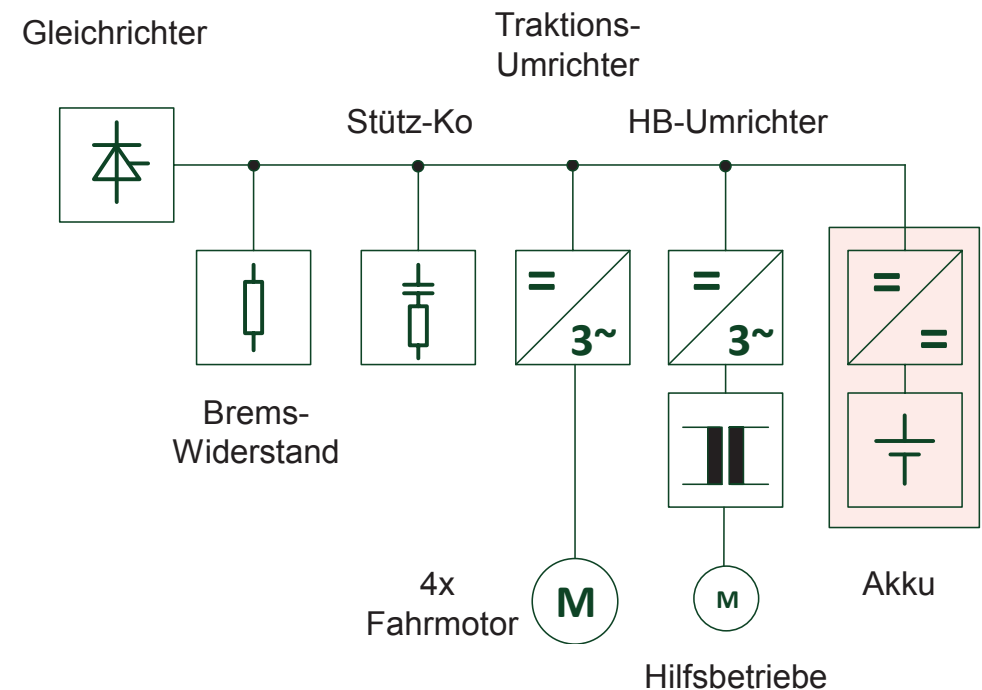 Gleichrichter
Traktions-
Umrichter
Stütz-Ko
HB-Umrichter
=
3~
=
3~
=
=
Brems-
Widerstand
4x
Fahrmotor
M
M
Akku
Hilfsbetriebe